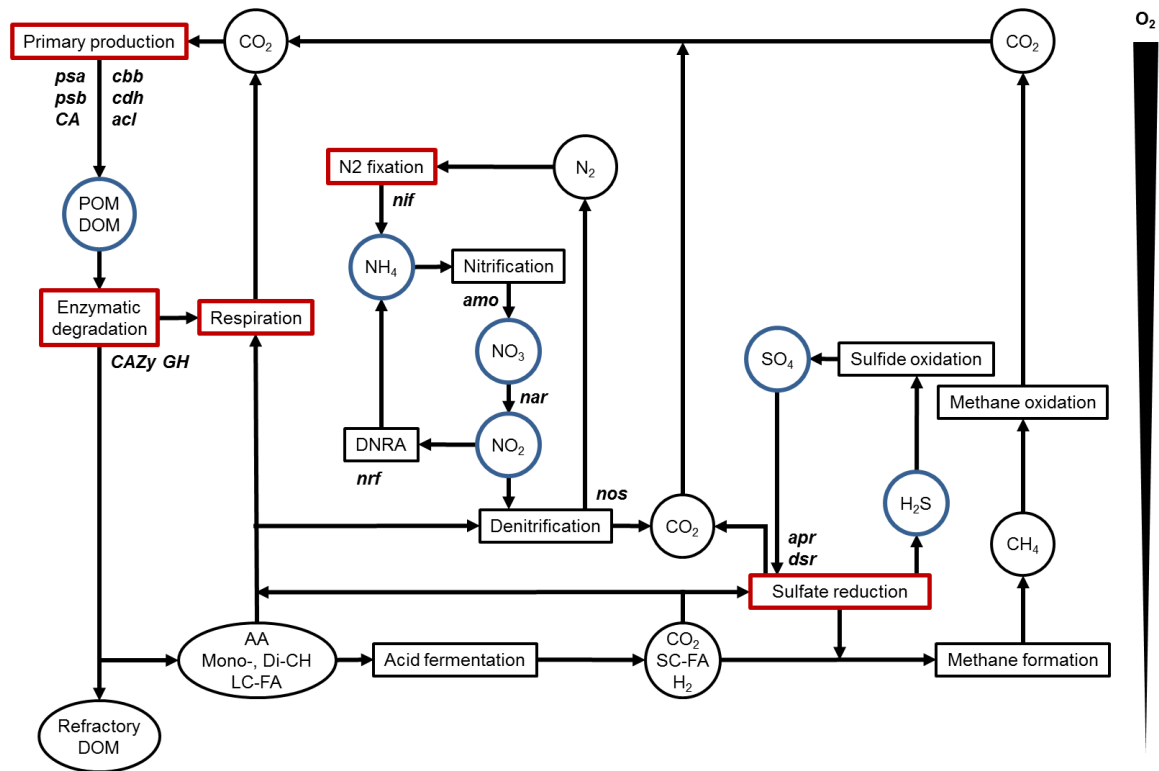 O₂
Primary production
CO₂
CO₂
psa cbb
psb cdh
CA acl
N2 fixation
N₂
nif
POM
DOM
NH₄
Nitrification
amo
Enzymatic
degradation
Respiration
CAZy GH
NO₃
SO₄
Sulfide oxidation
nar
Methane oxidation
DNRA
NO₂
nrf
nos
H₂S
Denitrification
CO₂
apr
dsr
CH₄
Sulfate reduction
AA
Mono-, Di-CH
LC-FA
Acid fermentation
CO₂
SC-FA
H₂
Methane formation
Refractory
DOM